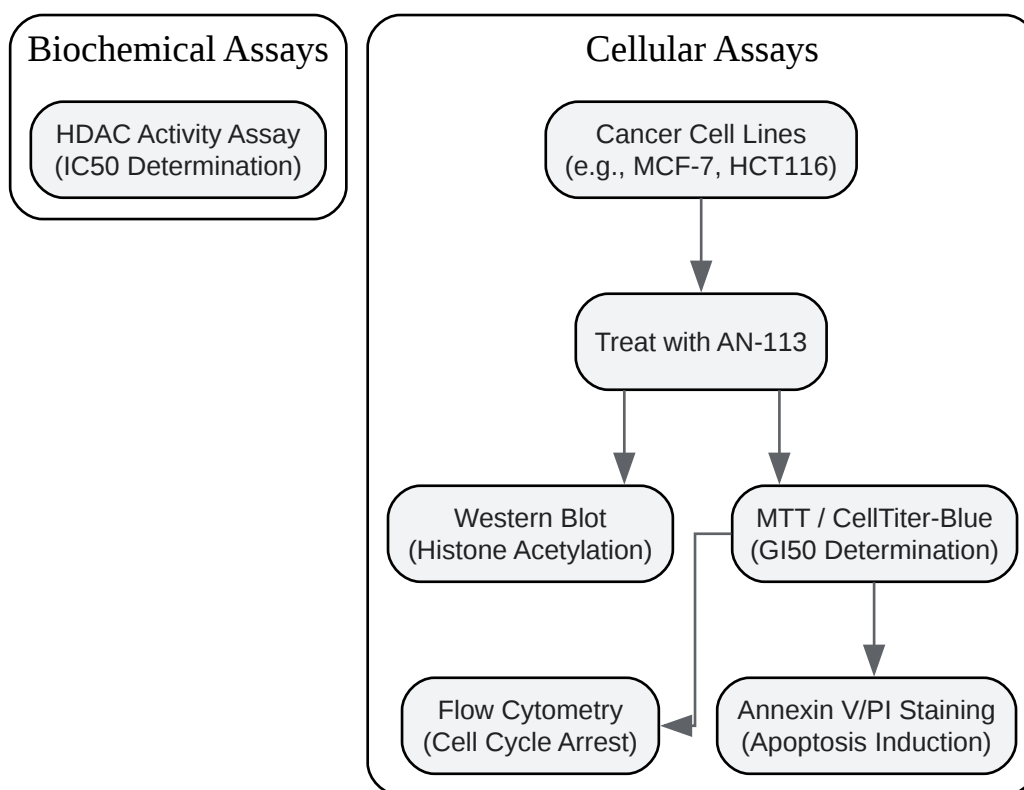 Biochemical Assays
HDAC Activity Assay
(IC50 Determination)
Cellular Assays
Cancer Cell Lines
(e.g., MCF-7, HCT116)
Treat with AN-113
Western Blot
(Histone Acetylation)
MTT / CellTiter-Blue
(GI50 Determination)
Flow Cytometry
(Cell Cycle Arrest)
Annexin V/PI Staining
(Apoptosis Induction)